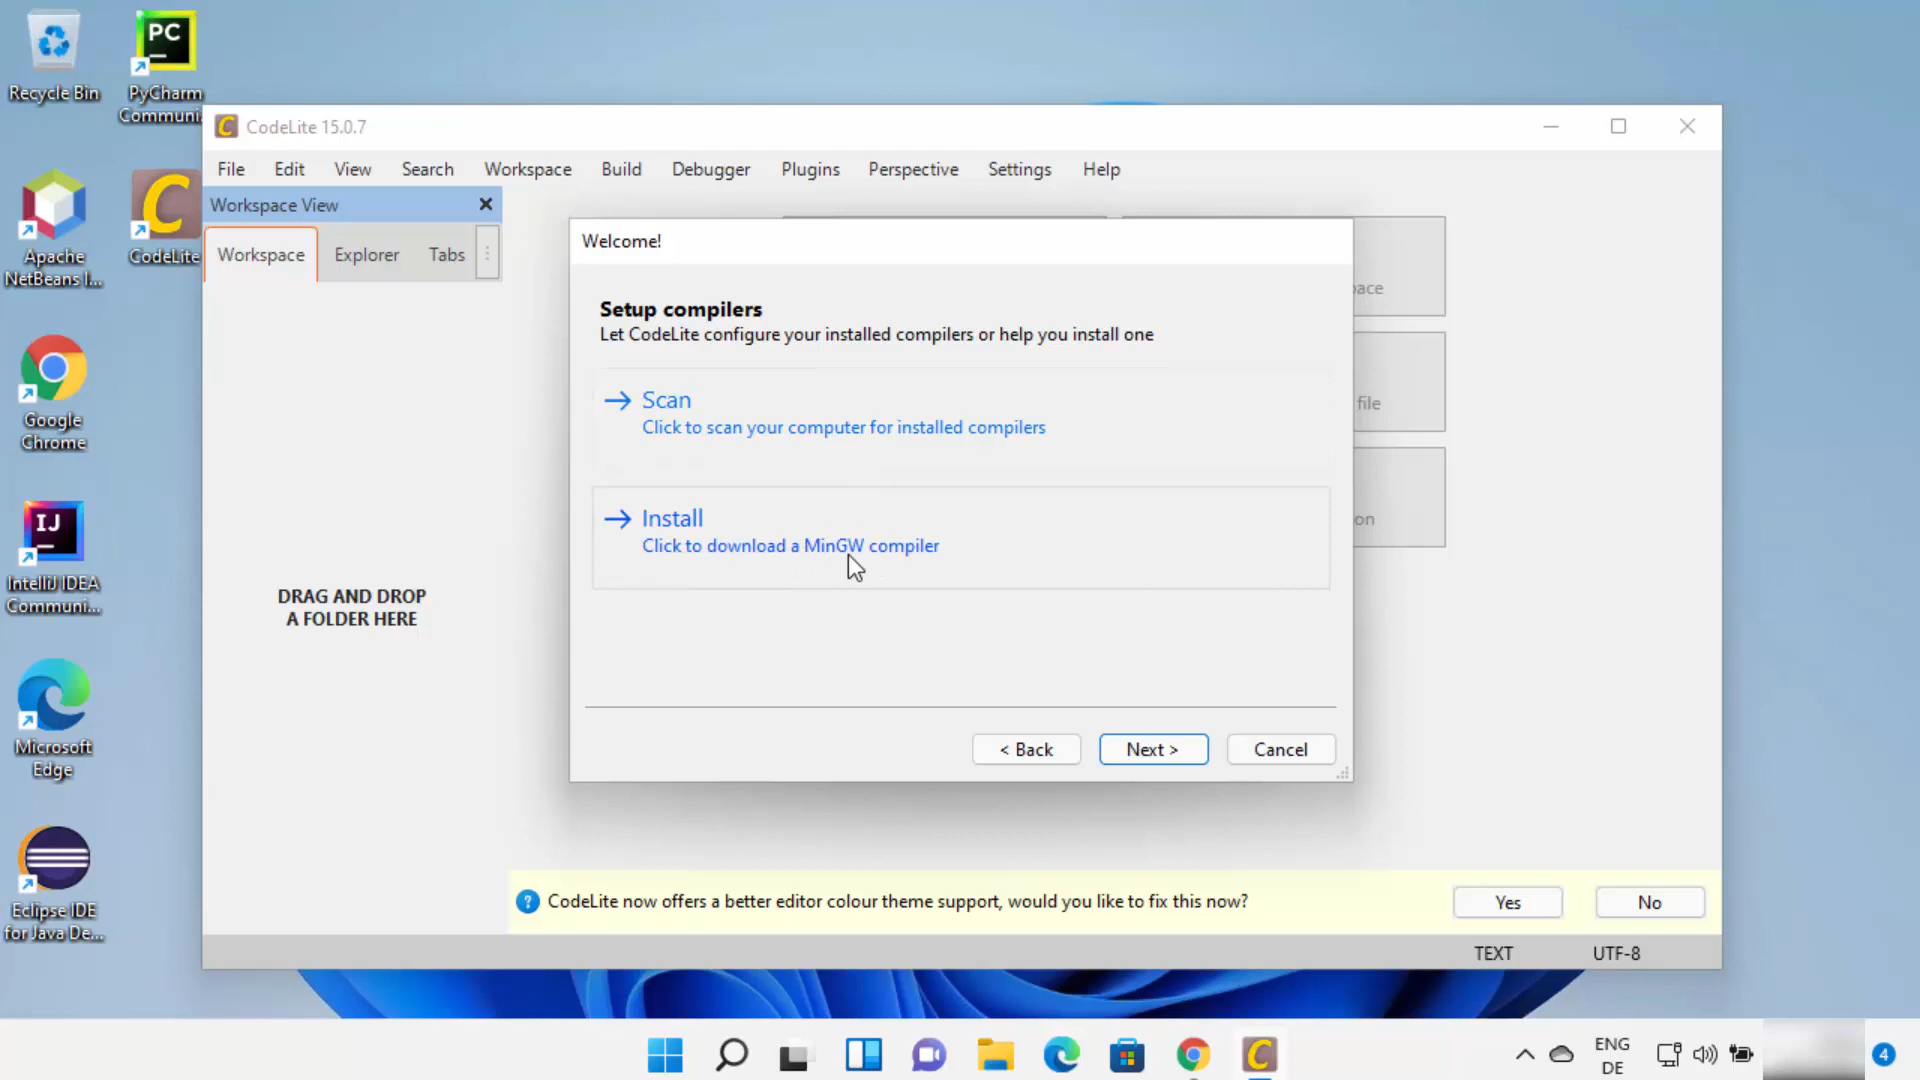 Recycle Bin
PC
PyCharm
Communi...
Apache
NetBeans I...
CodeLite
Google
Chrome
IJ
IntelliJ IDEA
Communi...
Microsoft
Edge
Eclipse IDE
for Java De...
CodeLite 15.0.7
File Edit View Search Workspace Build Debugger Plugins Perspective Settings Help
Workspace View
Workspace Explorer Tabs
DRAG AND DROP
A FOLDER HERE
Welcome!
Setup compilers
Let CodeLite configure your installed compilers or help you install one
Scan
Click to scan your computer for installed compilers
Install
Click to download a MinGW compiler
< Back Next > Cancel
file
CodeLite now offers a better editor colour theme support, would you like to fix this now?
Yes No
TEXT UTF-8
ENG
DE
4